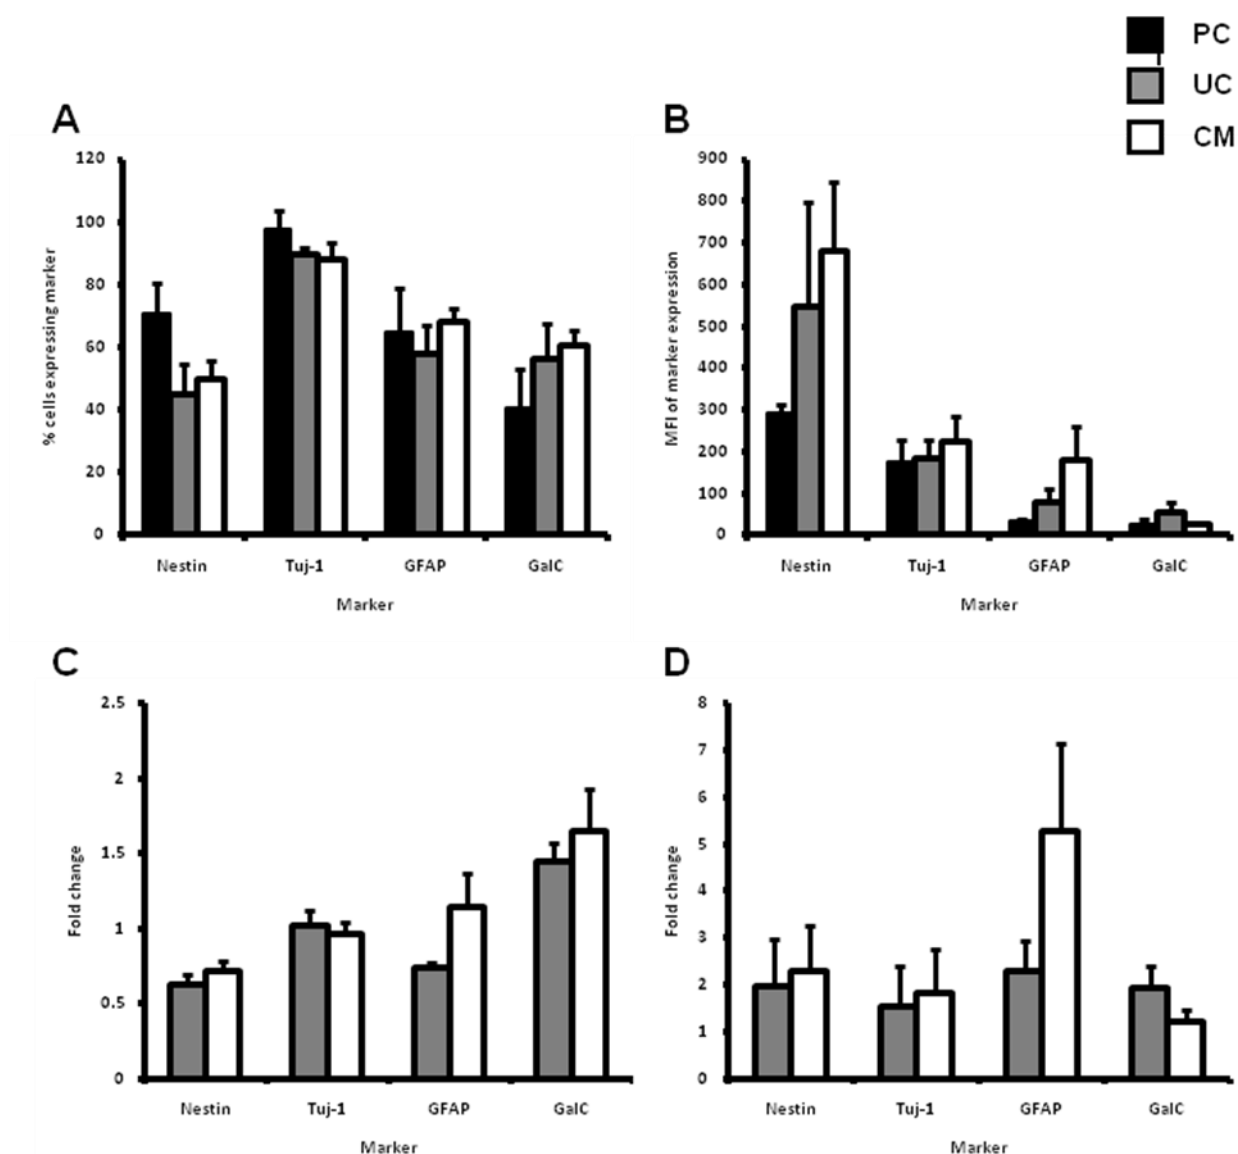 PC
UC
CM
A
B
120
100
80
60
40
20
0
% cells expressing marker
Nestin Tuj-1 GFAP GalC
Marker
900
800
700
600
500
400
300
200
100
0
MFI of marker expression
Nestin Tuj-1 GFAP GalC
Marker
C
D
2.5
2
1.5
1
0.5
0
Fold change
Nestin Tuj-1 GFAP GalC
Marker
8
7
6
5
4
3
2
1
0
Fold change
Nestin Tuj-1 GFAP GalC
Marker